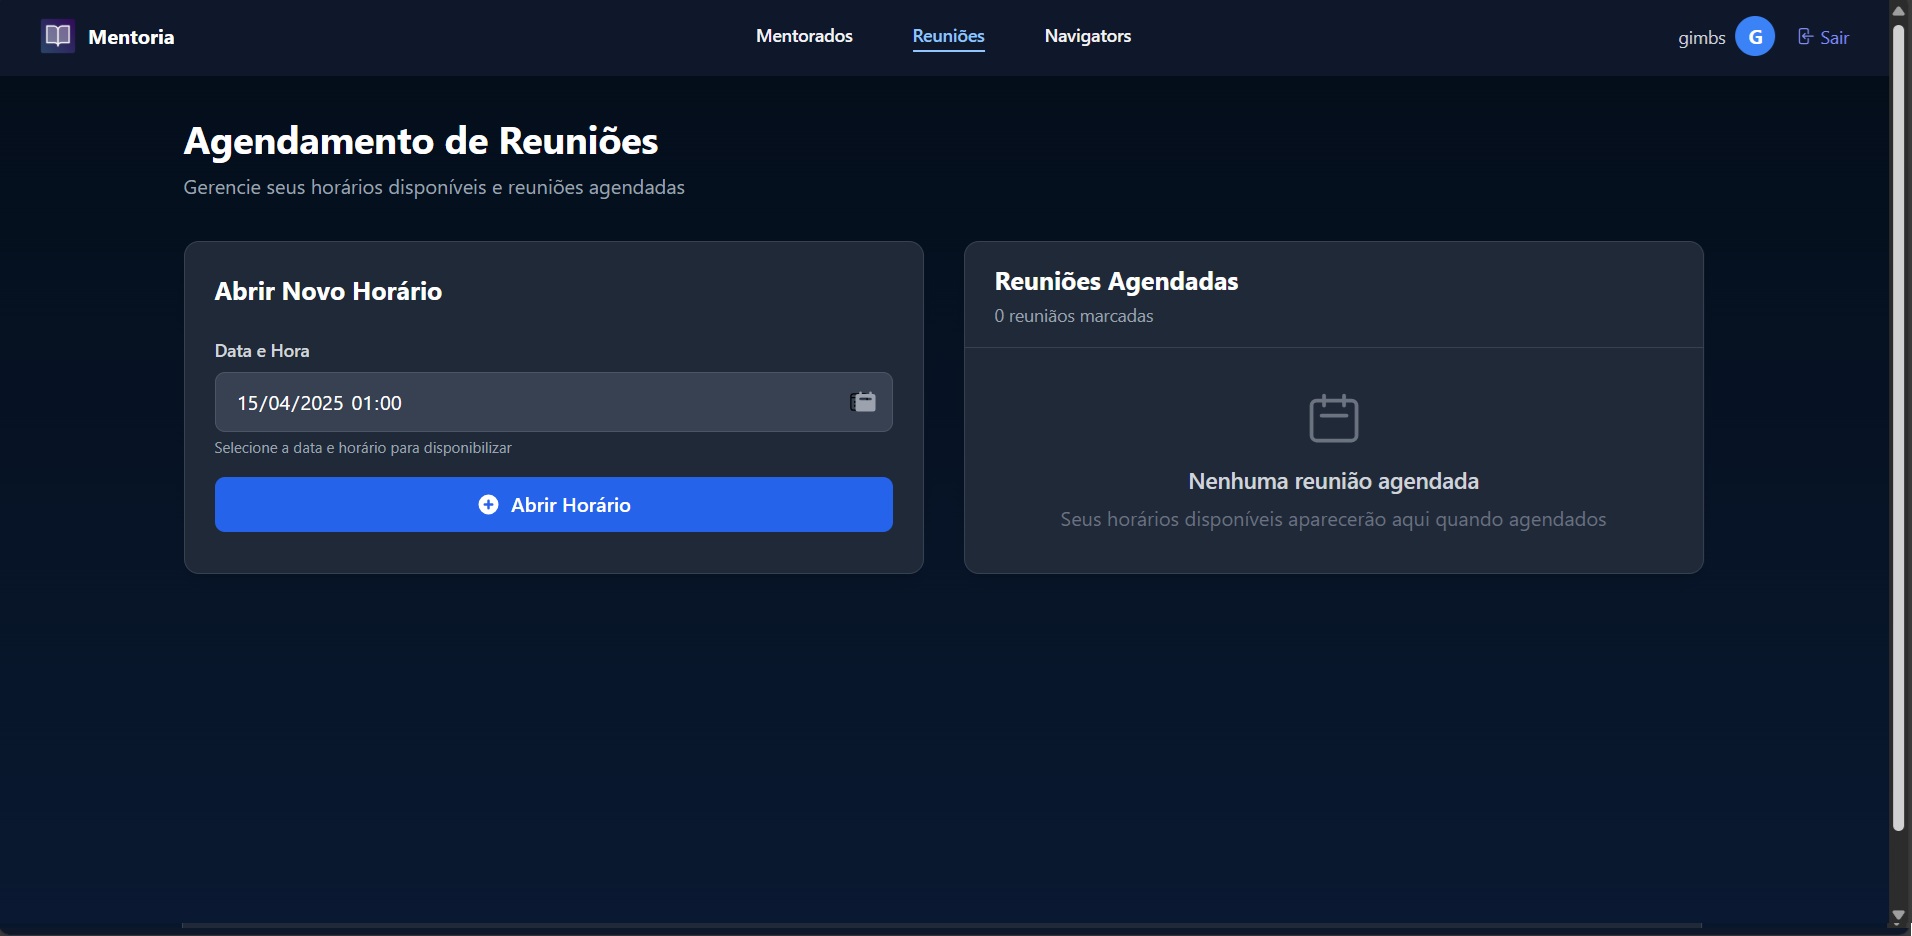 Mentoria
Mentorados
Reuniões
Navigators
gimbs
G
Sair
Agendamento de Reuniões
Gerencie seus horários disponíveis e reuniões agendadas
Abrir Novo Horário
Data e Hora
15/04/2025 01:00
Selecione a data e horário para disponibilizar
Abrir Horário
Reuniões Agendadas
0 reuniãos marcadas
Nenhuma reunião agendada
Seus horários disponíveis aparecerão aqui quando agendados